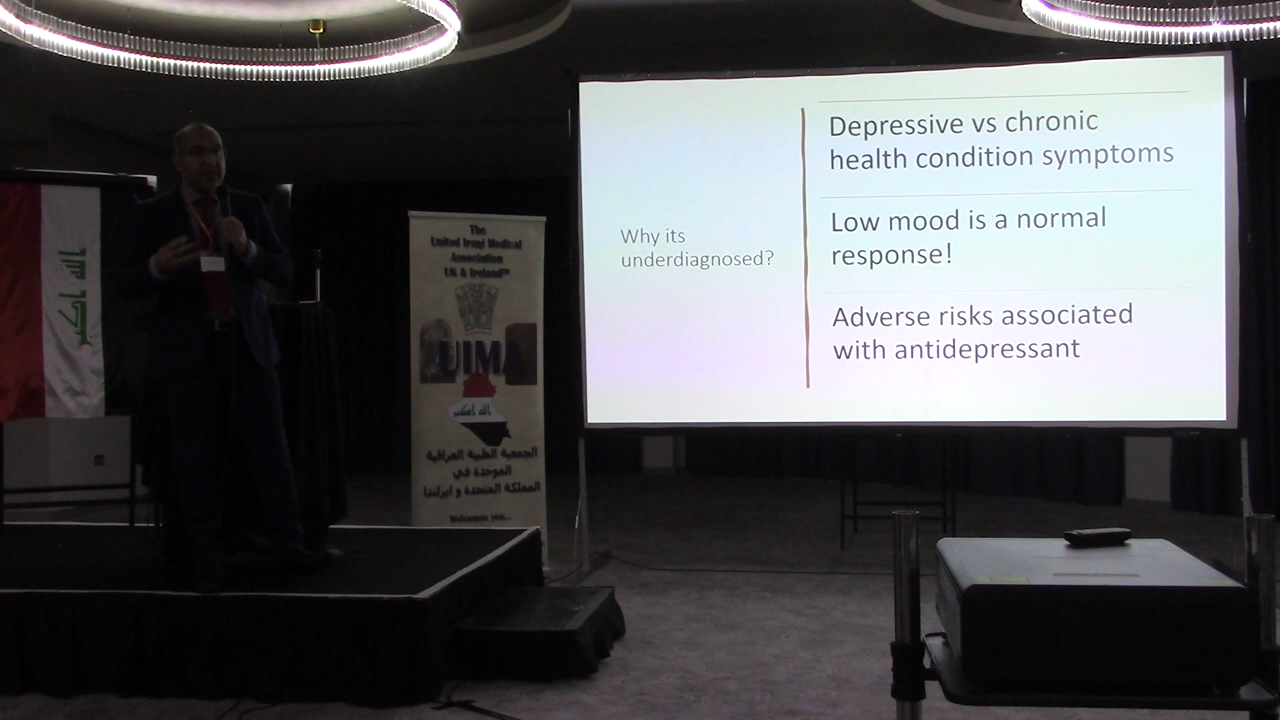 Why its
underdiagnosed?
Depressive vs chronic
health condition symptoms
Low mood is a normal
response!
Adverse risks associated
with antidepressant
The
United Iraqi Medical
Association
UK & Ireland
UIMA
الله اكبر
الجمعية الطبية العراقية
الموحدة في
المملكة المتحدة و ايرلندا
Welcomes you...
الله اكبر